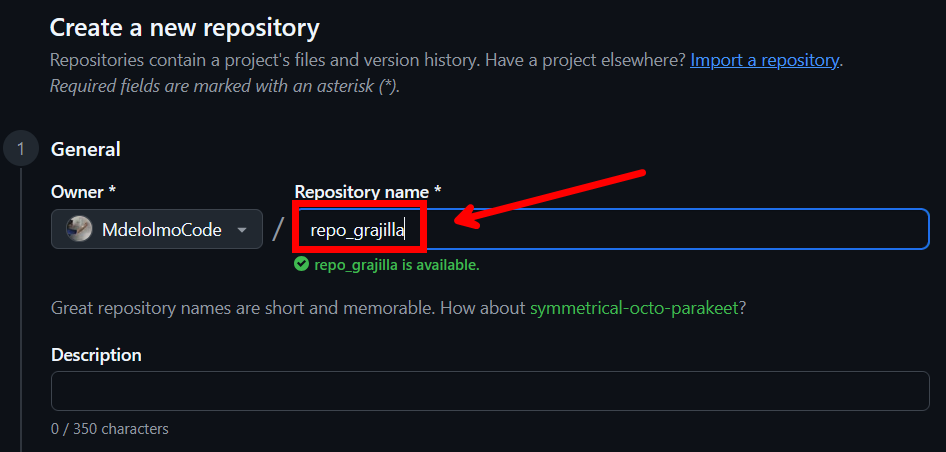 Create a new repository
Repositories contain a project's files and version history. Have a project elsewhere? Import a repository.
Required fields are marked with an asterisk (*).
1 General
Owner * Repository name *
MdelolmoCode / repo_grajilla
repo_grajilla is available.
Great repository names are short and memorable. How about symmetrical-octo-parakeet?
Description
0 / 350 characters